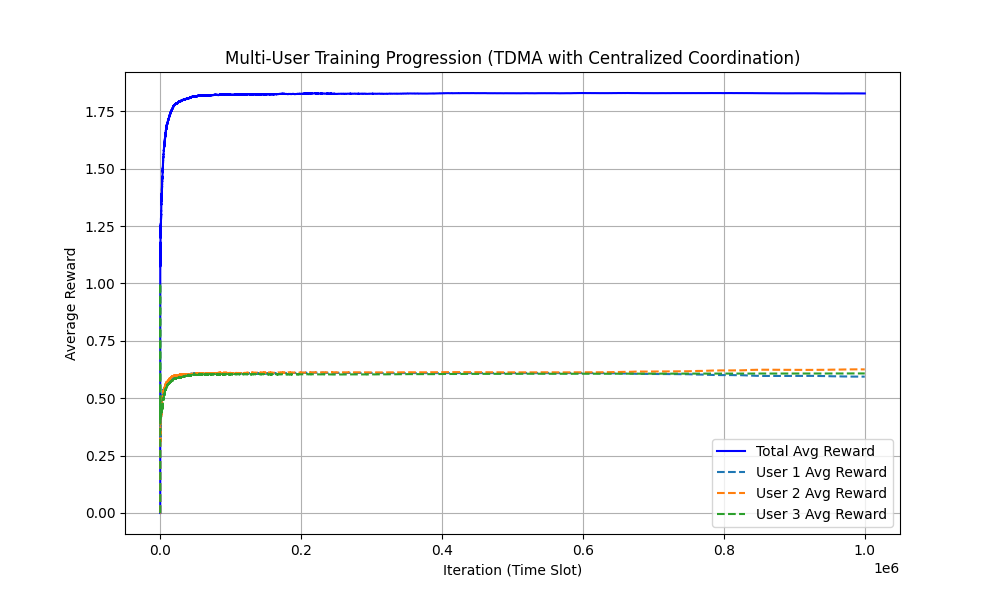 Multi-User Training Progression (TDMA with Centralized Coordination)
Average Reward
1.75
1.50
1.25
1.00
0.75
0.50
0.25
0.00
Total Avg Reward
User 1 Avg Reward
User 2 Avg Reward
User 3 Avg Reward
0.0 0.2 0.4 0.6 0.8 1.0
1e6
Iteration (Time Slot)